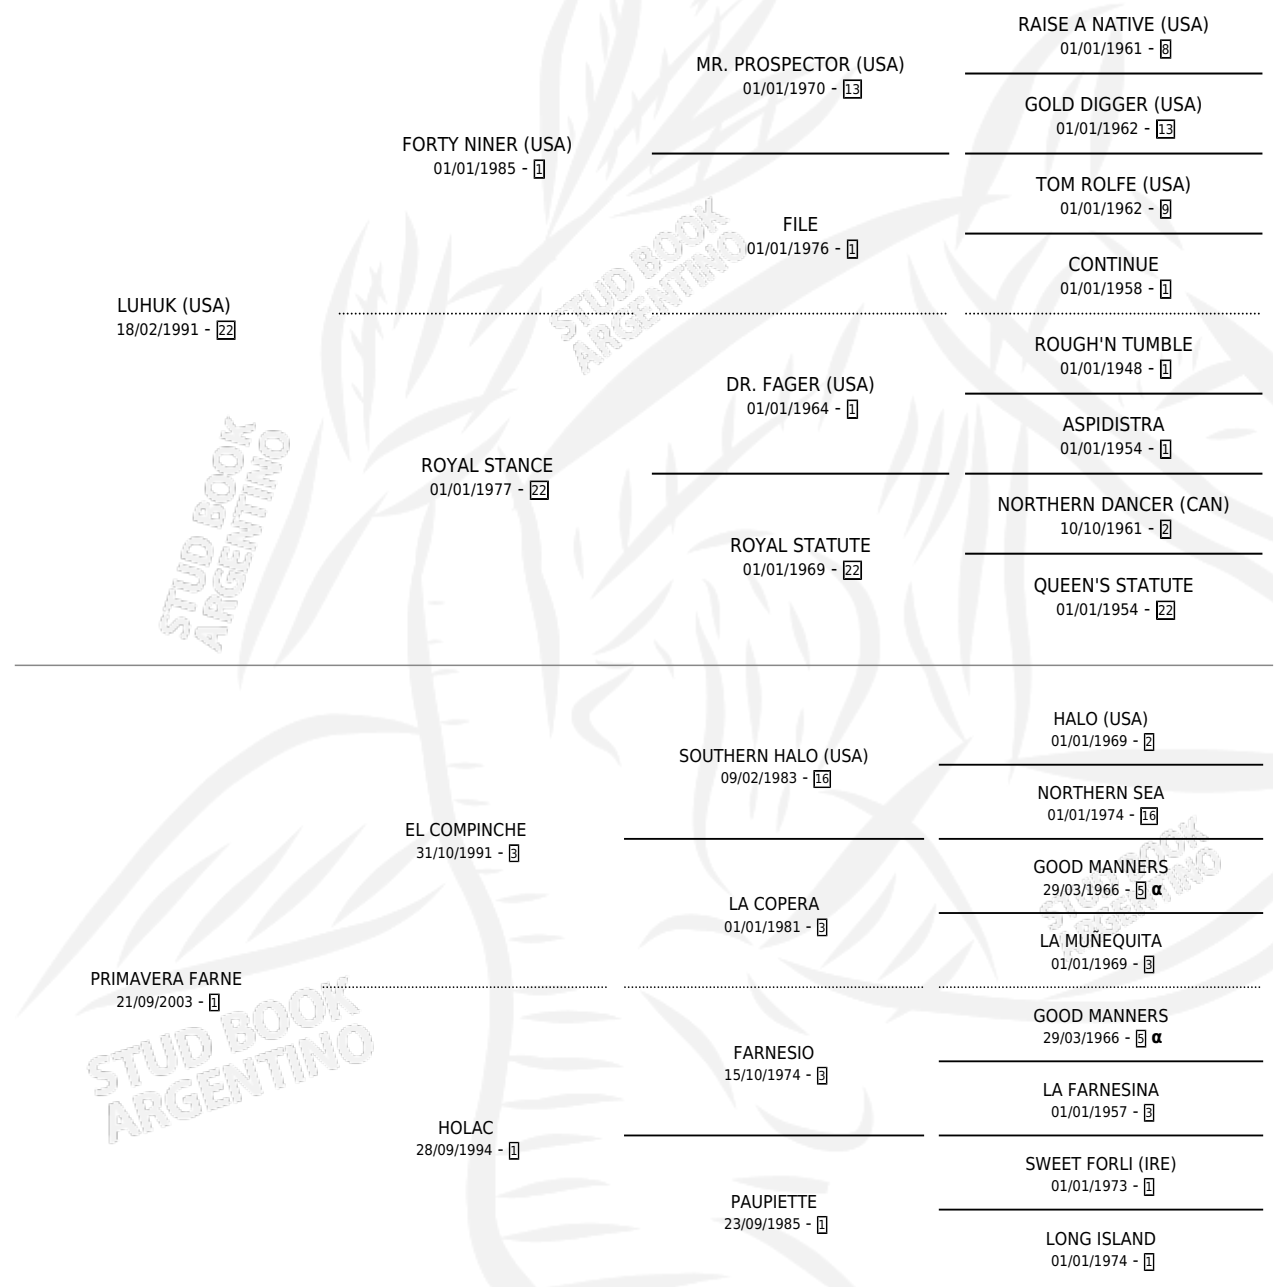 RAISE A NATIVE (USA)
01/01/1961 - 8
MR. PROSPECTOR (USA)
01/01/1970 - 13
GOLD DIGGER (USA)
01/01/1962 - 13
FORTY NINER (USA)
01/01/1985 - 1
TOM ROLFE (USA)
01/01/1962 - 9
FILE
01/01/1976 - 1
CONTINUE
01/01/1958 - 1
LUHUK (USA)
18/02/1991 - 22
ROUGH'N TUMBLE
01/01/1948 - 1
DR. FAGER (USA)
01/01/1964 - 1
ASPIDISTRA
01/01/1954 - 1
ROYAL STANCE
01/01/1977 - 22
NORTHERN DANCER (CAN)
10/10/1961 - 2
ROYAL STATUTE
01/01/1969 - 22
QUEEN'S STATUTE
01/01/1954 - 22
STUD BOOK
ARGENTINO
STUD BOOK
ARGENTINO
HALO (USA)
01/01/1969 - 2
SOUTHERN HALO (USA)
09/02/1983 - 16
NORTHERN SEA
01/01/1974 - 16
EL COMPINCHE
31/10/1991 - 3
GOOD MANNERS
29/03/1966 - 5 α
LA COPERA
01/01/1981 - 3
LA MUÑEQUITA
01/01/1969 - 3
PRIMAVERA FARNE
21/09/2003 - 1
GOOD MANNERS
29/03/1966 - 5 α
FARNESIO
15/10/1974 - 3
LA FARNESINA
01/01/1957 - 3
HOLAC
28/09/1994 - 1
SWEET FORLI (IRE)
01/01/1973 - 1
PAUPIETTE
23/09/1985 - 1
LONG ISLAND
01/01/1974 - 1
STUD BOOK
ARGENTINO
STUD BOOK
ARGENTINO